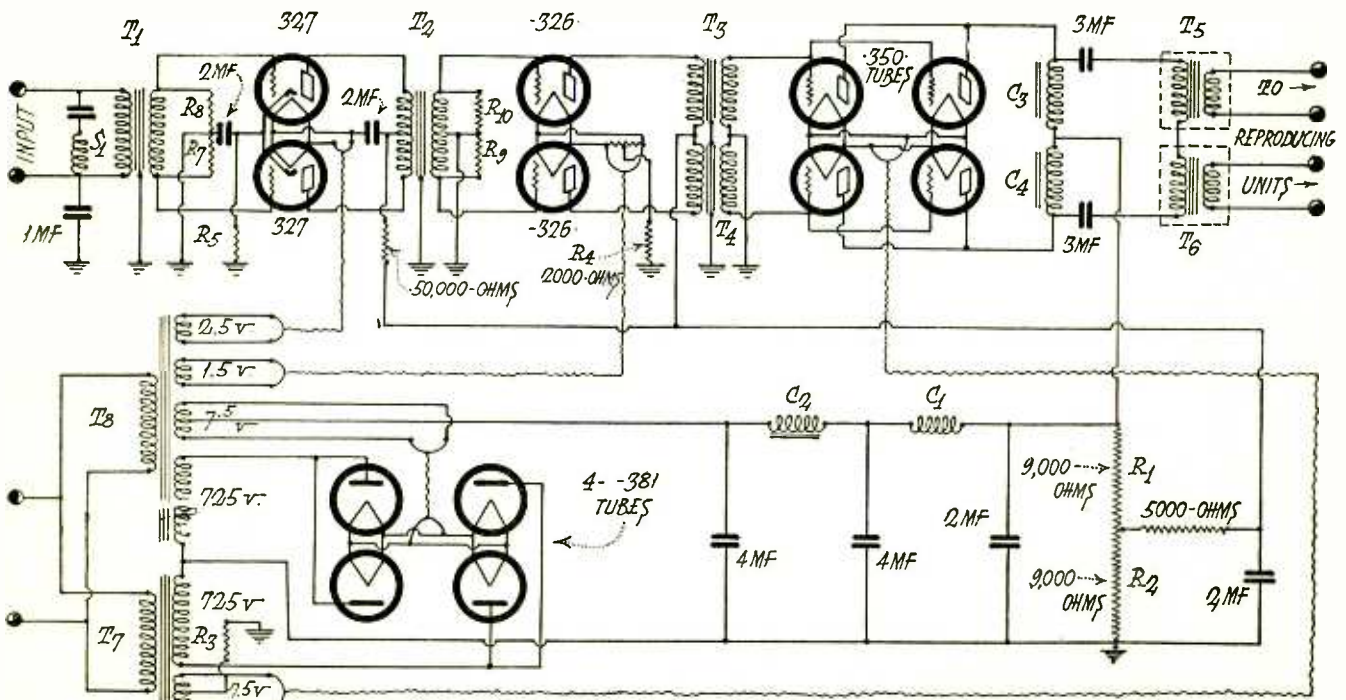 T1
327
T2
-326
T3
·350·
TUBES
3MF
T5
2MF
2MF
INPUT
S1
R8
R7
R10
R9
C3
TO →
REPRODUCING
UNITS →
C4
1MF
R5
327
-326
R4
2000-OHMS
T4
3MF
T6
50,000-OHMS
2.5v
1.5v
T8
7.5
v
C2
C1
725v.
4- -381
TUBES
9,000
OHMS
R1
5000-OHMS
2MF
4MF
4MF
9,000
OHMS
R2
2MF
725v
T7
R3
7.5v